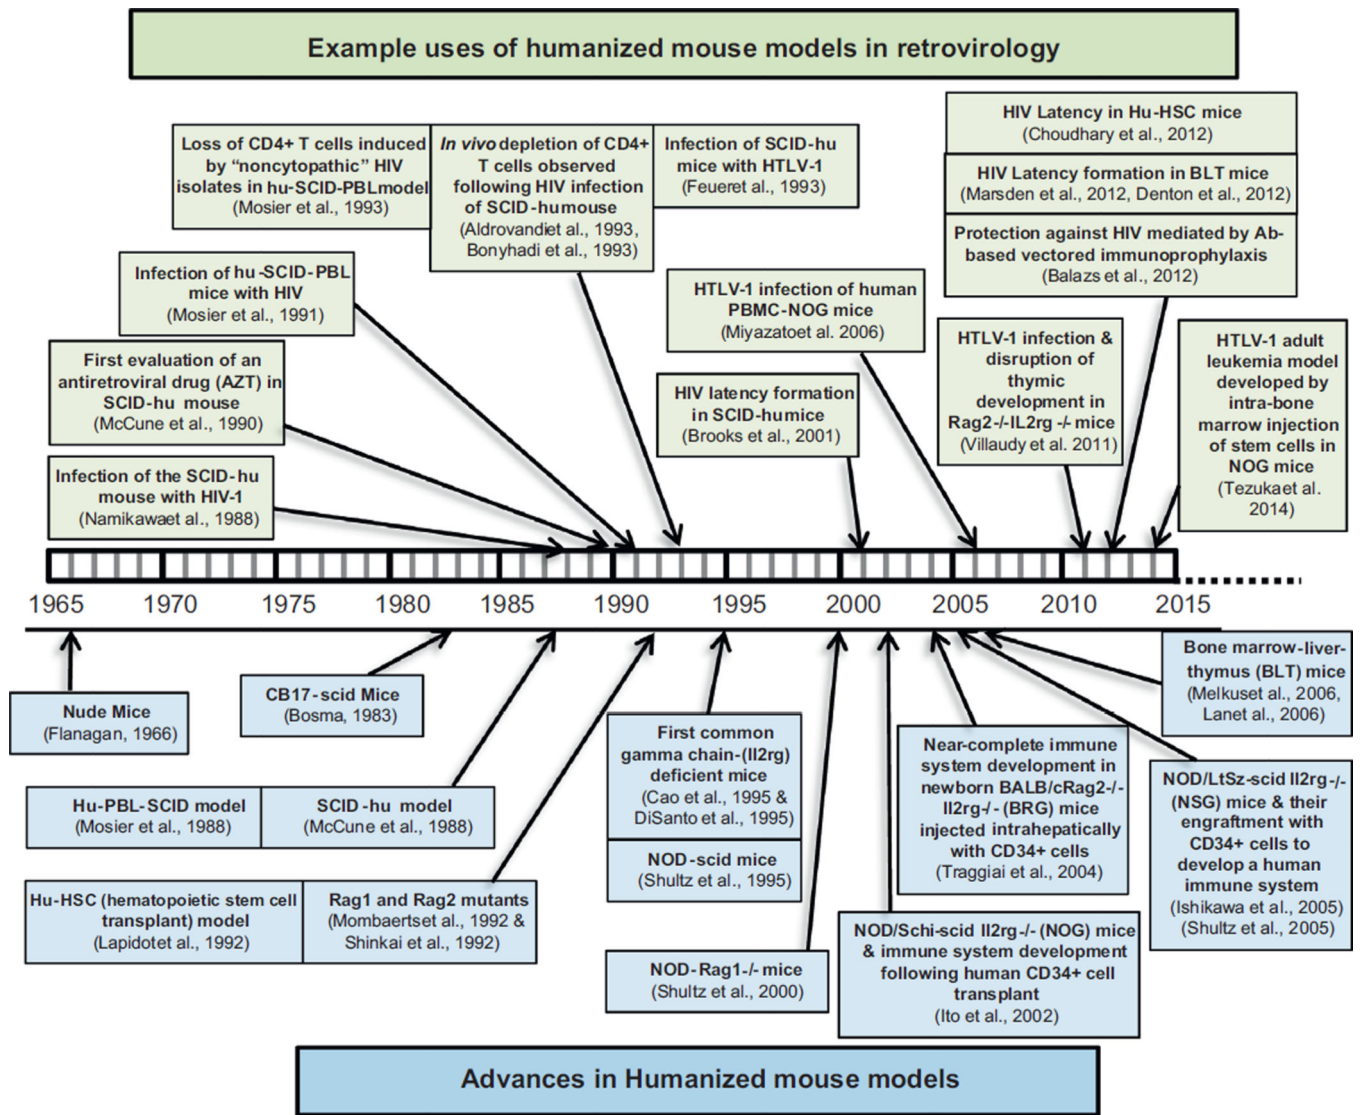 Example uses of humanized mouse models in retrovirology
Loss of CD4+ T cells induced
by "noncytopathic" HIV
isolates in hu-SCID-PBLmodel
(Mosier et al., 1993)
In vivo depletion of CD4+
T cells observed
following HIV infection
of SCID-humouse
(Aldrovandiet al., 1993,
Bonyhadi et al., 1993)
Infection of SCID-hu
mice with HTLV-1
(Feueret al., 1993)
HIV Latency in Hu-HSC mice
(Choudhary et al., 2012)
HIV Latency formation in BLT mice
(Marsden et al., 2012, Denton et al., 2012)
Protection against HIV mediated by Ab-
based vectored immunoprophylaxis
(Balazs et al., 2012)
Infection of hu-SCID-PBL
mice with HIV
(Mosier et al., 1991)
HTLV-1 infection of human
PBMC-NOG mice
(Miyazatoet al. 2006)
HTLV-1 infection &
disruption of
thymic
development in
Rag2-/-IL2rg -/- mice
(Villaudy et al. 2011)
HTLV-1 adult
leukemia model
developed by
intra-bone
marrow injection
of stem cells in
NOG mice
(Tezukaet al.
2014)
First evaluation of an
antiretroviral drug (AZT) in
SCID-hu mouse
(McCune et al., 1990)
HIV latency formation
in SCID-humice
(Brooks et al., 2001)
Infection of the SCID-hu
mouse with HIV-1
(Namikawaet al., 1988)
1965 1970 1975 1980 1985 1990 1995 2000 2005 2010 2015
Nude Mice
(Flanagan, 1966)
CB17-scid Mice
(Bosma, 1983)
Bone marrow-liver-
thymus (BLT) mice
(Melkuset al., 2006,
Lanet al., 2006)
First common
gamma chain-(Il2rg)
deficient mice
(Cao et al., 1995 &
DiSanto et al., 1995)
NOD-scid mice
(Shultz et al., 1995)
Near-complete immune
system development in
newborn BALB/cRag2-/-
Il2rg-/- (BRG) mice
injected intrahepatically
with CD34+ cells
(Traggiai et al., 2004)
NOD/LtSz-scid Il2rg-/-
(NSG) mice & their
engraftment with
CD34+ cells to
develop a human
immune system
(Ishikawa et al., 2005)
(Shultz et al., 2005)
Hu-PBL-SCID model
(Mosier et al., 1988)
SCID-hu model
(McCune et al., 1988)
Hu-HSC (hematopoietic stem cell
transplant) model
(Lapidotet al., 1992)
Rag1 and Rag2 mutants
(Mombaertset al., 1992 &
Shinkai et al., 1992)
NOD-Rag1-/- mice
(Shultz et al., 2000)
NOD/Schi-scid Il2rg-/- (NOG) mice
& immune system development
following human CD34+ cell
transplant
(Ito et al., 2002)
Advances in Humanized mouse models